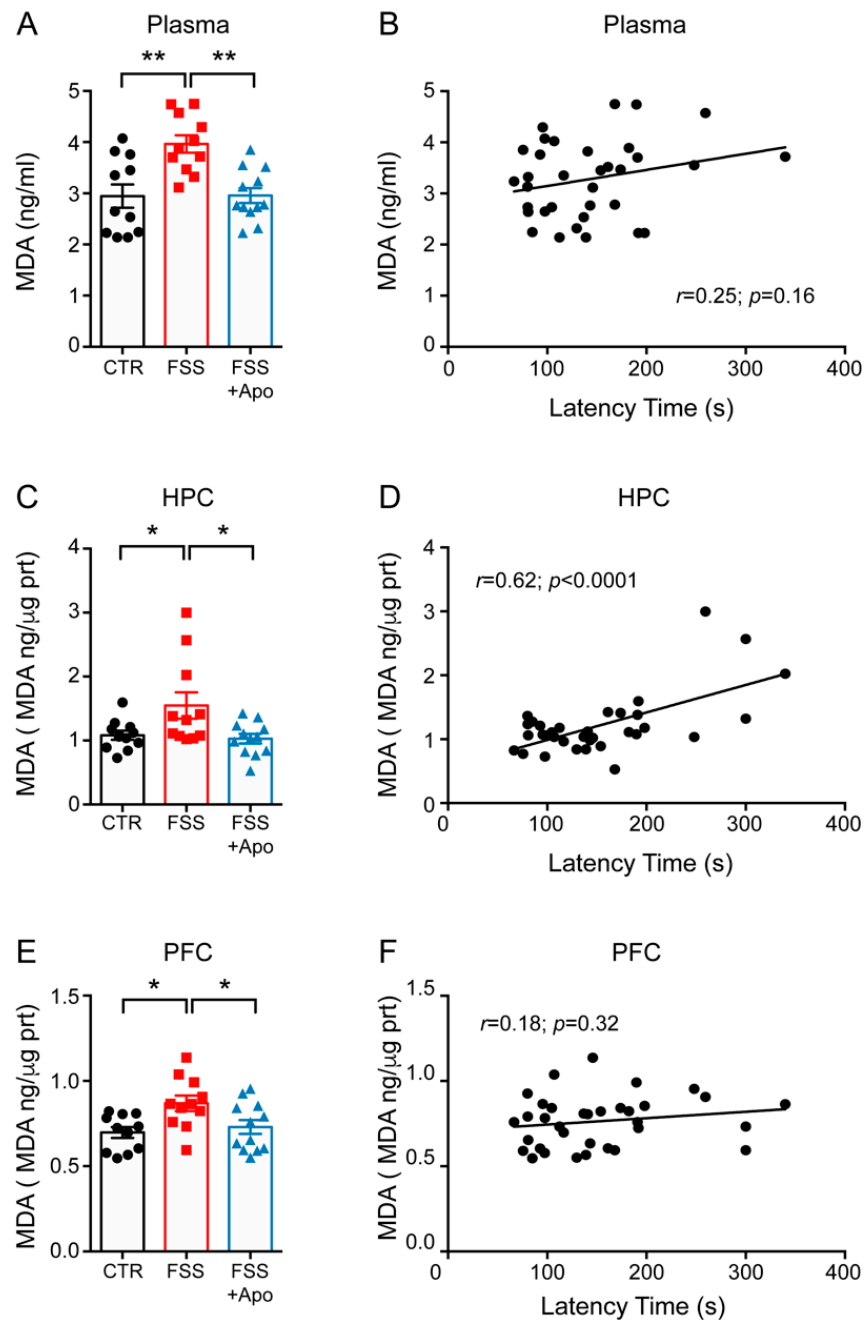 A
Plasma
**
**
5
4
3
2
1
0
MDA (ng/ml)
CTR
FSS
FSS
+Apo
B
Plasma
5
4
3
2
1
0
MDA (ng/ml)
r=0.25; p=0.16
0
100
200
300
400
Latency Time (s)
C
HPC
*
*
4
3
2
1
0
MDA ( MDA ng/μg prt)
CTR
FSS
FSS
+Apo
D
HPC
4
3
2
1
0
MDA ( MDA ng/μg prt)
r=0.62; p<0.0001
0
100
200
300
400
Latency Time (s)
E
PFC
*
*
1.5
1.0
0.5
0.0
MDA ( MDA ng/μg prt)
CTR
FSS
FSS
+Apo
F
PFC
1.5
1.0
0.5
0.0
MDA ( MDA ng/μg prt)
r=0.18; p=0.32
0
100
200
300
400
Latency Time (s)